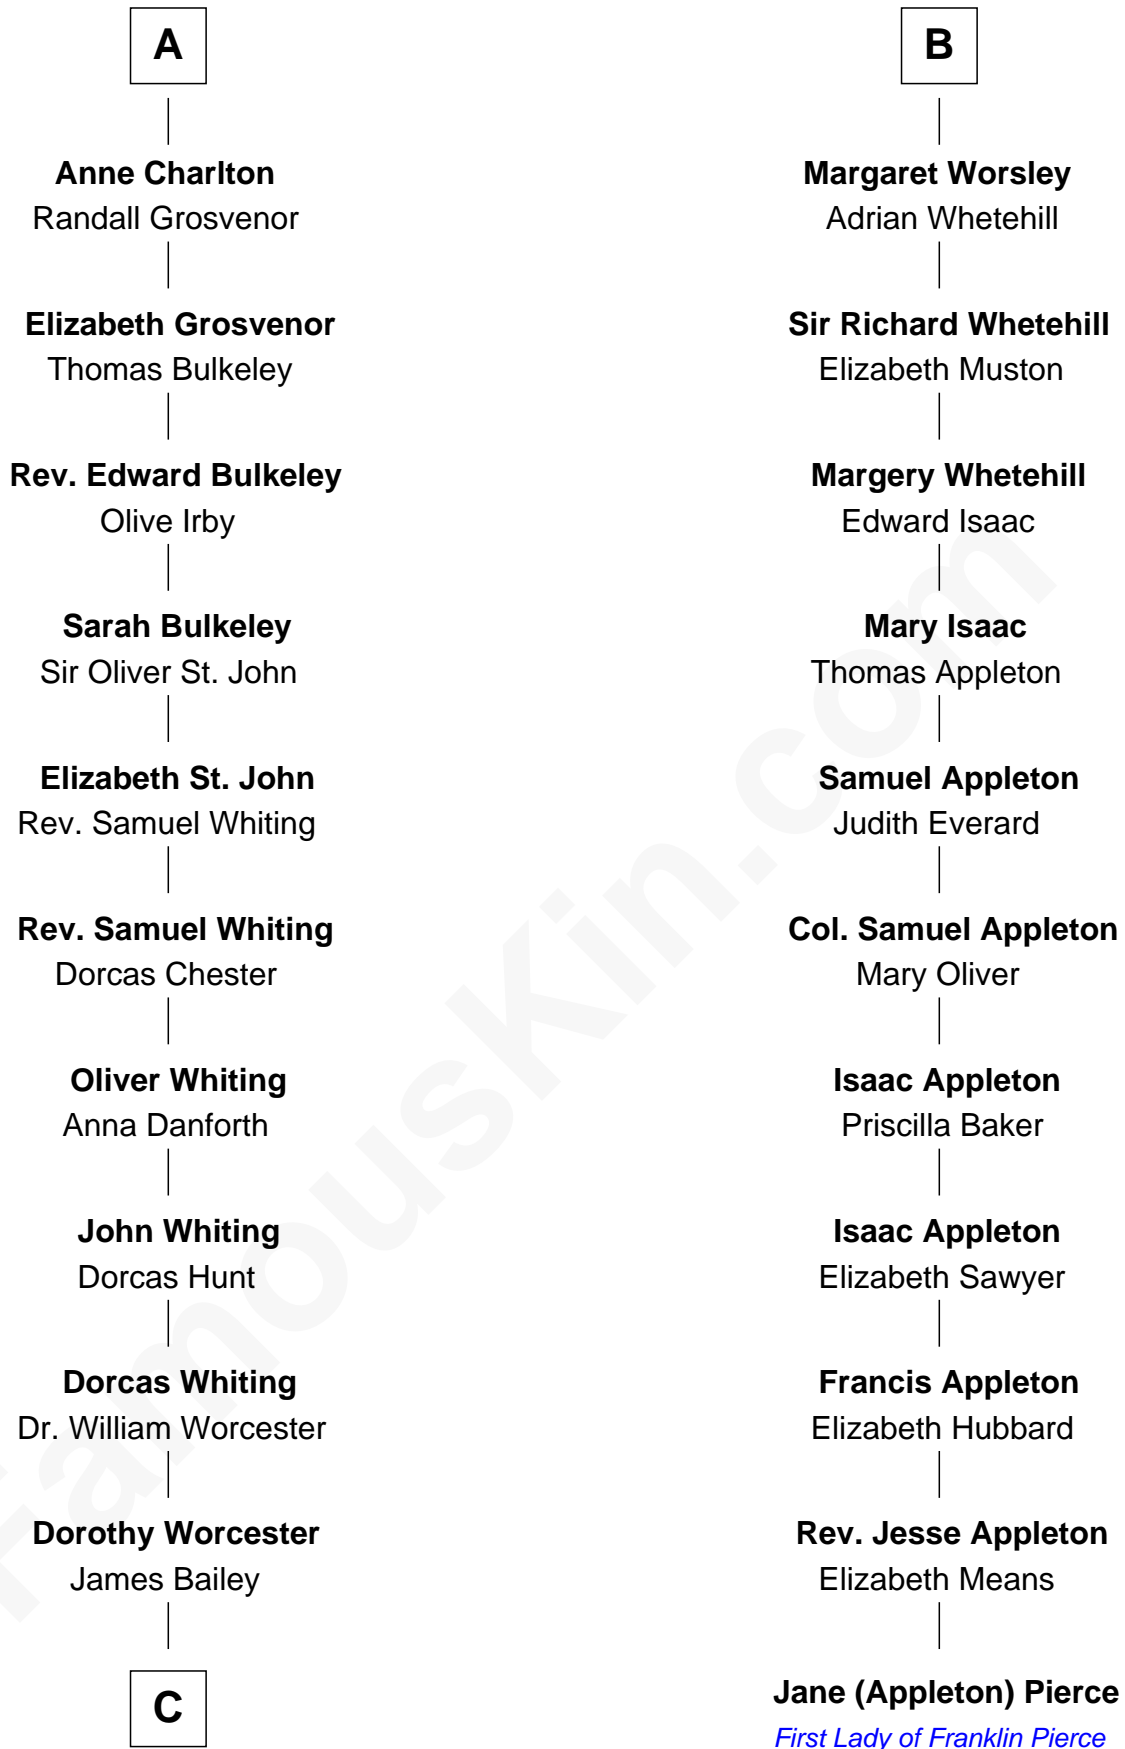 A
Anne Charlton
Randall Grosvenor
Elizabeth Grosvenor
Thomas Bulkeley
Rev. Edward Bulkeley
Olive Irby
Sarah Bulkeley
Sir Oliver St. John
Elizabeth St. John
Rev. Samuel Whiting
Rev. Samuel Whiting
Dorcas Chester
Oliver Whiting
Anna Danforth
John Whiting
Dorcas Hunt
Dorcas Whiting
Dr. William Worcester
Dorothy Worcester
James Bailey
C
B
Margaret Worsley
Adrian Whetehill
Sir Richard Whetehill
Elizabeth Muston
Margery Whetehill
Edward Isaac
Mary Isaac
Thomas Appleton
Samuel Appleton
Judith Everard
Col. Samuel Appleton
Mary Oliver
Isaac Appleton
Priscilla Baker
Isaac Appleton
Elizabeth Sawyer
Francis Appleton
Elizabeth Hubbard
Rev. Jesse Appleton
Elizabeth Means
Jane (Appleton) Pierce
First Lady of Franklin Pierce
FamousKin.com